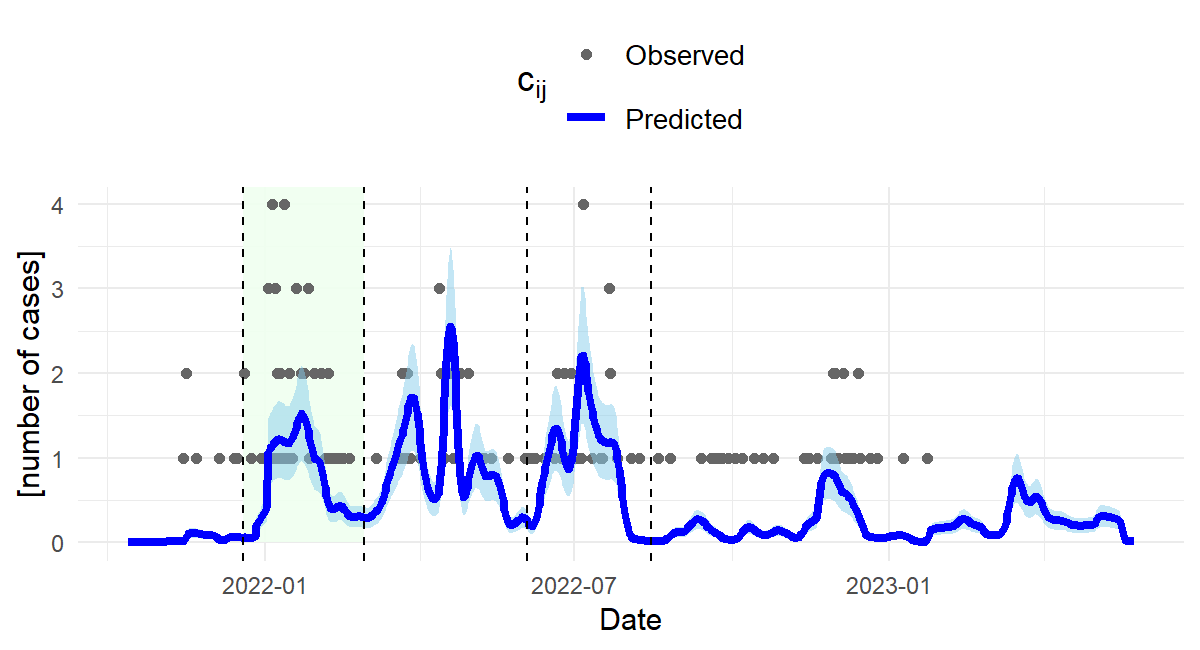 Observed
c_ij
Predicted
[number of cases]
4
3
2
1
0
2022-01
2022-07
2023-01
Date